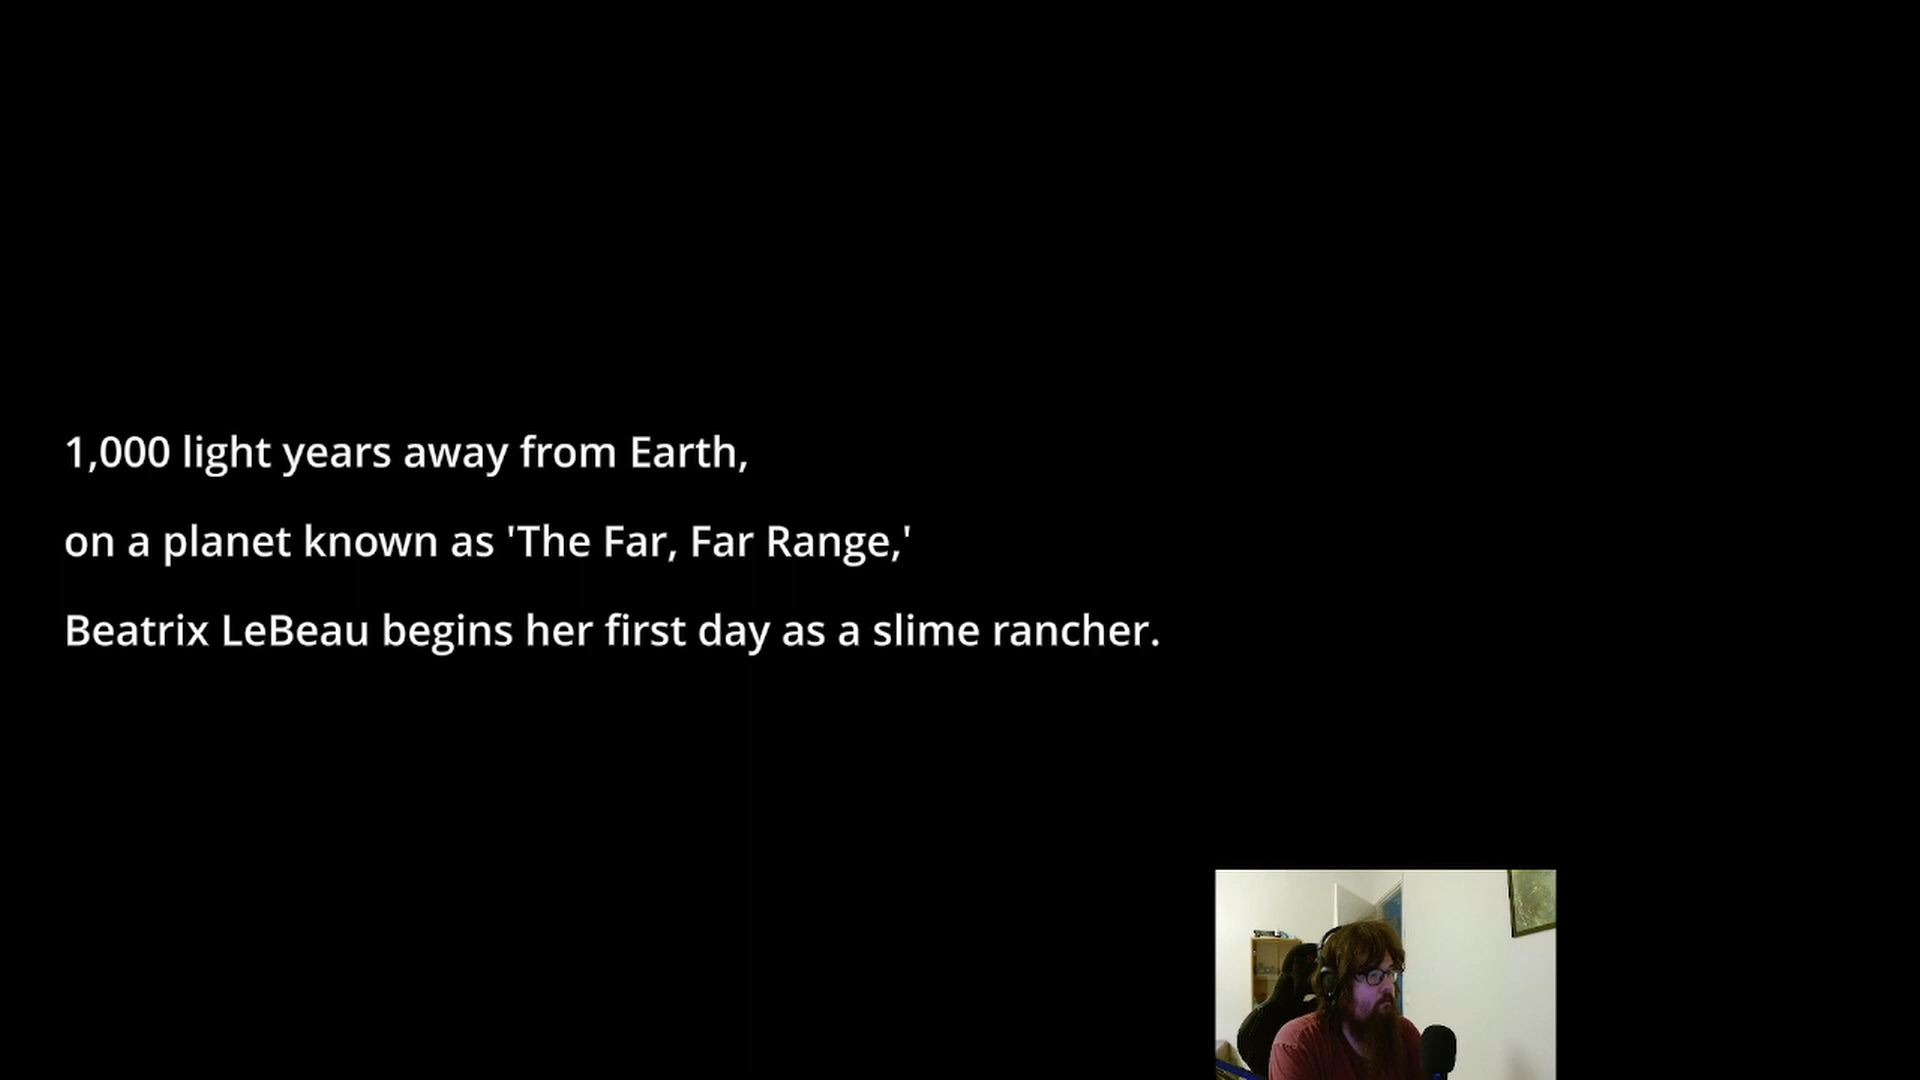 1,000 light years away from Earth,
on a planet known as 'The Far, Far Range,'
Beatrix LeBeau begins her first day as a slime rancher.